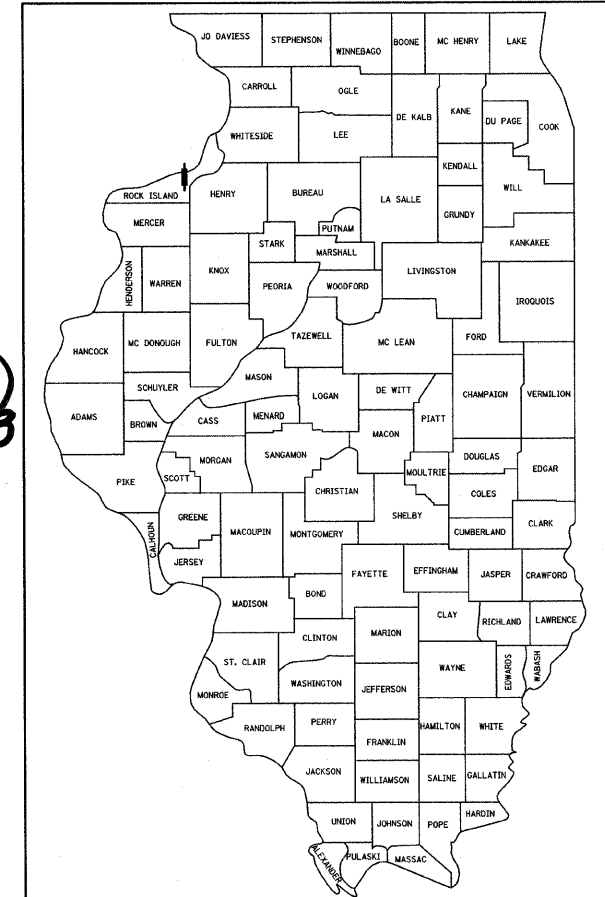 JO DAVIESS
STEPHENSON
WINNEBAGO
BOONE
MC HENRY
LAKE
CARROLL
OGLE
DE KALB
KANE
DU PAGE
COOK
WHITESIDE
LEE
KENDALL
WILL
ROCK ISLAND
HENRY
BUREAU
LA SALLE
GRUNDY
MERCER
PUTNAM
KANKAKEE
STARK
MARSHALL
HENDERSON
WARREN
KNOX
PEORIA
WOODFORD
LIVINGSTON
IROQUOIS
HANCOCK
MC DONOUGH
FULTON
TAZEWELL
MC LEAN
FORD
MASON
SCHUYLER
LOGAN
DE WITT
CHAMPAIGN
VERMILION
ADAMS
BROWN
CASS
MENARD
MACON
PIATT
MORGAN
SANGAMON
DOUGLAS
EDGAR
PIKE
SCOTT
MOULTRIE
CHRISTIAN
COLES
GREENE
MACOUPIN
MONTGOMERY
SHELBY
CUMBERLAND
CLARK
CALHOUN
JERSEY
FAYETTE
EFFINGHAM
JASPER
CRAWFORD
BOND
MADISON
CLINTON
MARION
CLAY
RICHLAND
LAWRENCE
ST. CLAIR
WASHINGTON
JEFFERSON
WAYNE
EDWARDS
WABASH
MONROE
RANDOLPH
PERRY
HAMILTON
WHITE
FRANKLIN
JACKSON
WILLIAMSON
SALINE
GALLATIN
UNION
JOHNSON
POPE
HARDIN
ALEXANDER
PULASKI
MASSAC